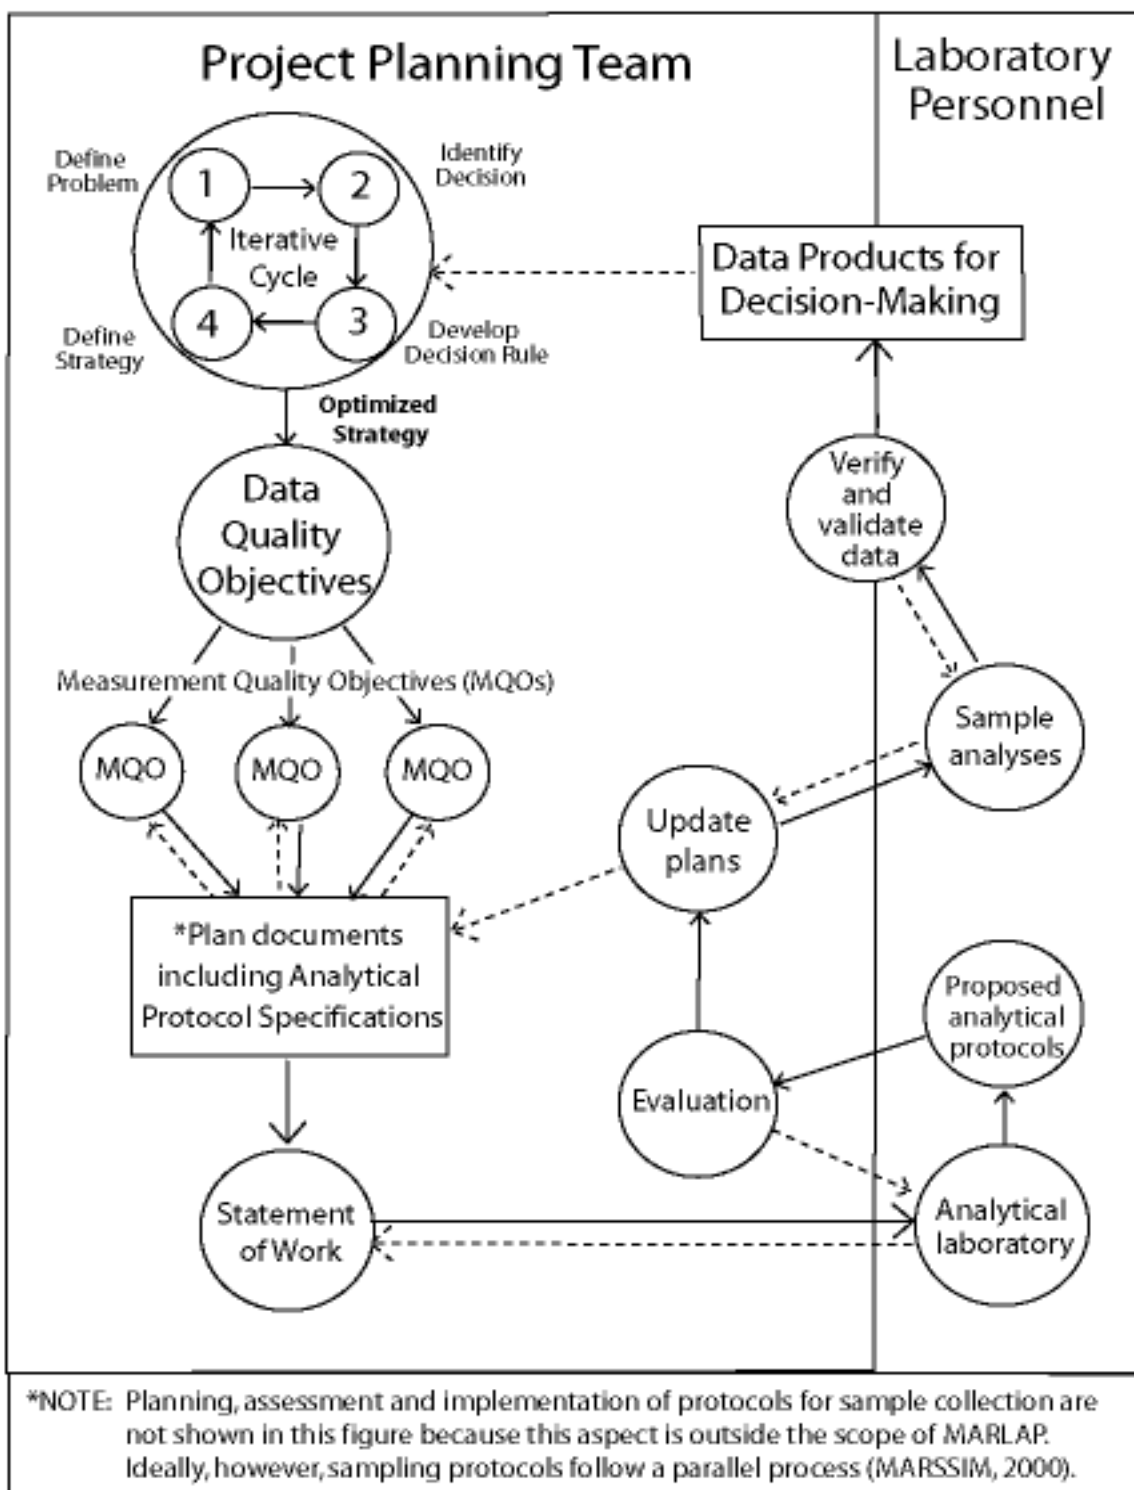 Project Planning Team
Laboratory
Personnel
Define
Problem
1
2
Identify
Decision
Iterative
Cycle
4
3
Define
Strategy
Develop
Decision Rule
Data Products for
Decision-Making
Optimized
Strategy
Data
Quality
Objectives
Verify
and
validate
data
Measurement Quality Objectives (MQOs)
MQO
MQO
MQO
Sample
analyses
Update
plans
*Plan documents
including Analytical
Protocol Specifications
Proposed
analytical
protocols
Evaluation
Statement
of Work
Analytical
laboratory
*NOTE: Planning, assessment and implementation of protocols for sample collection are
not shown in this figure because this aspect is outside the scope of MARLAP.
Ideally, however, sampling protocols follow a parallel process (MARSSIM, 2000).